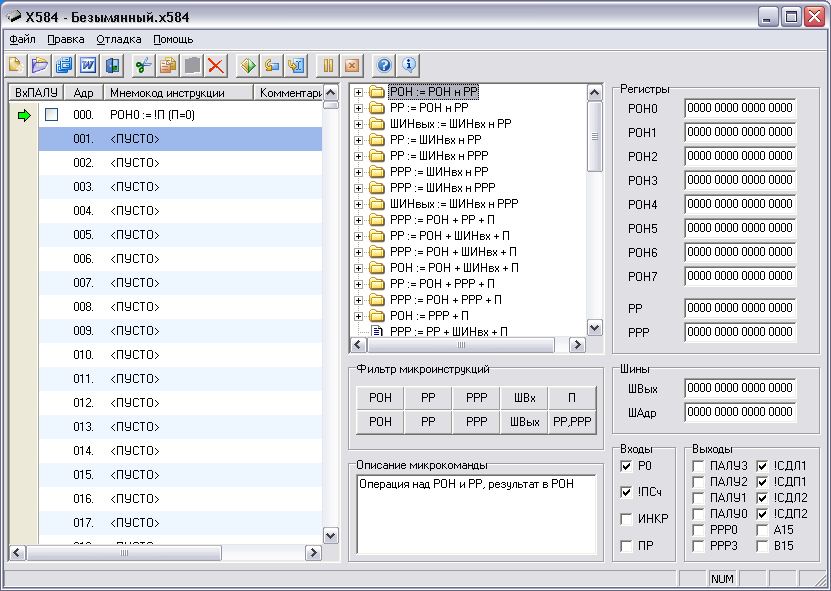 X584 - Безымянный.x584
Файл Правка Отладка Помощь
ВхПАЛУ Адр Мнемокод инструкции Комментари
000. РОН0 := !П (П=0)
001. <ПУСТО>
002. <ПУСТО>
003. <ПУСТО>
004. <ПУСТО>
005. <ПУСТО>
006. <ПУСТО>
007. <ПУСТО>
008. <ПУСТО>
009. <ПУСТО>
010. <ПУСТО>
011. <ПУСТО>
012. <ПУСТО>
013. <ПУСТО>
014. <ПУСТО>
015. <ПУСТО>
016. <ПУСТО>
017. <ПУСТО>
РОН := РОН н РР
РР := РОН н РР
ШИНвых := ШИНвх н РР
РР := ШИНвх н РР
РР := ШИНвх н РРР
РРР := ШИНвх н РР
РРР := ШИНвх н РРР
ШИНвых := ШИНвх н РРР
РРР := РОН + РР + П
РР := РОН + ШИНвх + П
РРР := РОН + ШИНвх + П
РОН := РОН + ШИНвх + П
РР := РОН + РРР + П
РРР := РОН + РРР + П
РОН := РРР + П
РРР := РР + ШИНвх + П
Фильтр микроинструкций
РОН РР РРР ШВх П
РОН РР РРР ШВых РР,РРР
Описание микрокоманды
Операция над РОН и РР, результат в РОН
Регистры
РОН0 0000 0000 0000 0000
РОН1 0000 0000 0000 0000
РОН2 0000 0000 0000 0000
РОН3 0000 0000 0000 0000
РОН4 0000 0000 0000 0000
РОН5 0000 0000 0000 0000
РОН6 0000 0000 0000 0000
РОН7 0000 0000 0000 0000
РР 0000 0000 0000 0000
РРР 0000 0000 0000 0000
Шины
ШВых 0000 0000 0000 0000
ШАдр 0000 0000 0000 0000
Входы
Р0
!ПСч
ИНКР
ПР
Выходы
ПАЛУ3 !СДЛ1
ПАЛУ2 !СДП1
ПАЛУ1 !СДЛ2
ПАЛУ0 !СДП2
РРР0 А15
РРР3 В15
NUM